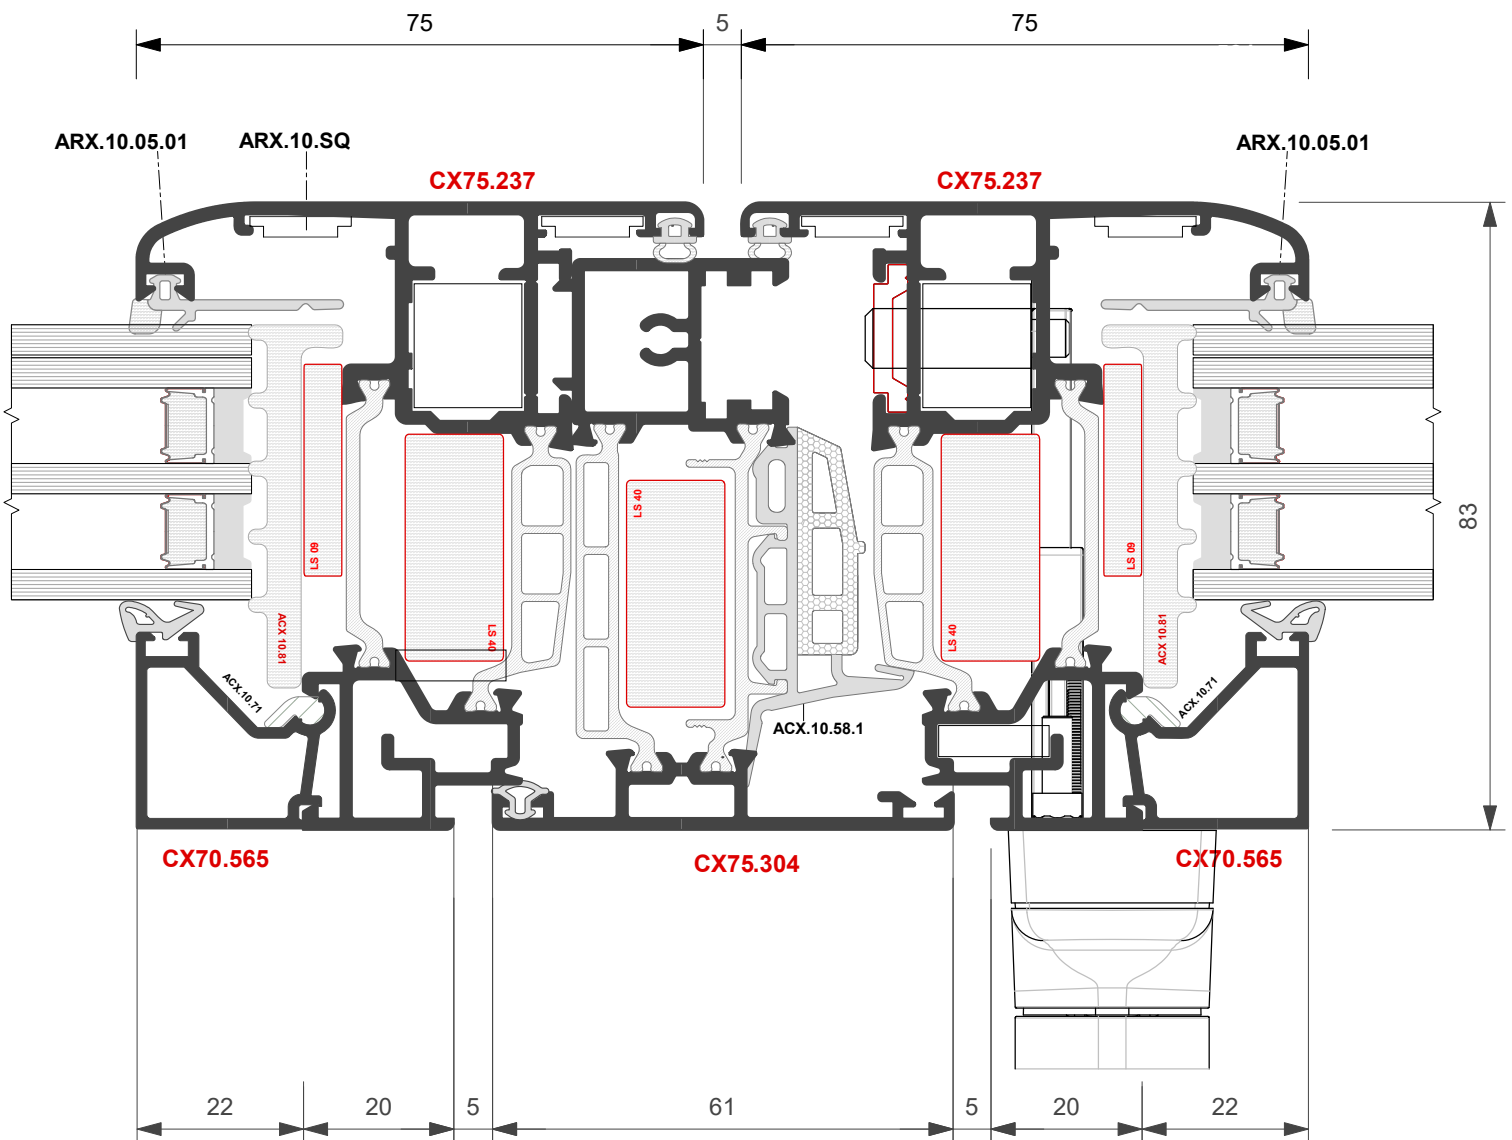 75
5
75
ARX.10.05.01
ARX.10.SQ
ARX.10.05.01
CX75.237
CX75.237
LS 40
83
LS 09
LS 09
LS 40
LS 40
ACX 10.81
ACX 10.81
ACX.10.71
ACX.10.71
ACX.10.58.1
CX70.565
CX75.304
CX70.565
22
20
5
61
5
20
22